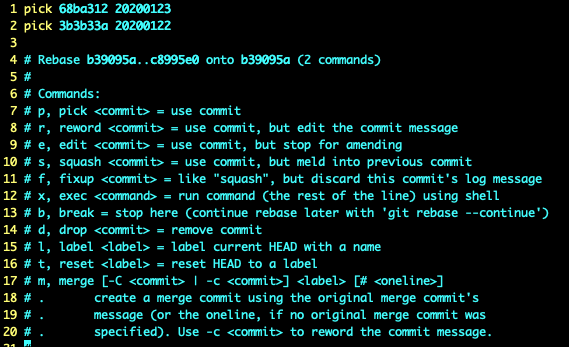 1 pick 68ba312 20200123
2 pick 3b3b33a 20200122
3
4 # Rebase b39095a..c8995e0 onto b39095a (2 commands)
5 #
6 # Commands:
7 # p, pick <commit> = use commit
8 # r, reword <commit> = use commit, but edit the commit message
9 # e, edit <commit> = use commit, but stop for amending
10 # s, squash <commit> = use commit, but meld into previous commit
11 # f, fixup <commit> = like "squash", but discard this commit's log message
12 # x, exec <command> = run command (the rest of the line) using shell
13 # b, break = stop here (continue rebase later with 'git rebase --continue')
14 # d, drop <commit> = remove commit
15 # l, label <label> = label current HEAD with a name
16 # t, reset <label> = reset HEAD to a label
17 # m, merge [-C <commit> | -c <commit>] <label> [# <oneline>]
18 # .       create a merge commit using the original merge commit's
19 # .       message (or the oneline, if no original merge commit was
20 # .       specified). Use -c <commit> to reword the commit message.
21 #